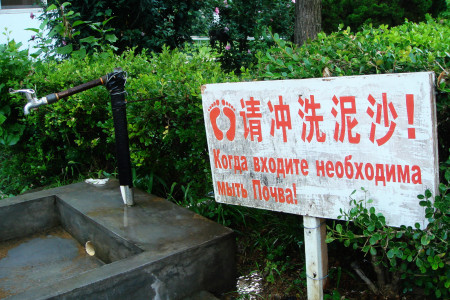 请冲洗泥沙！
Когда входите необходима
мыть Почва!